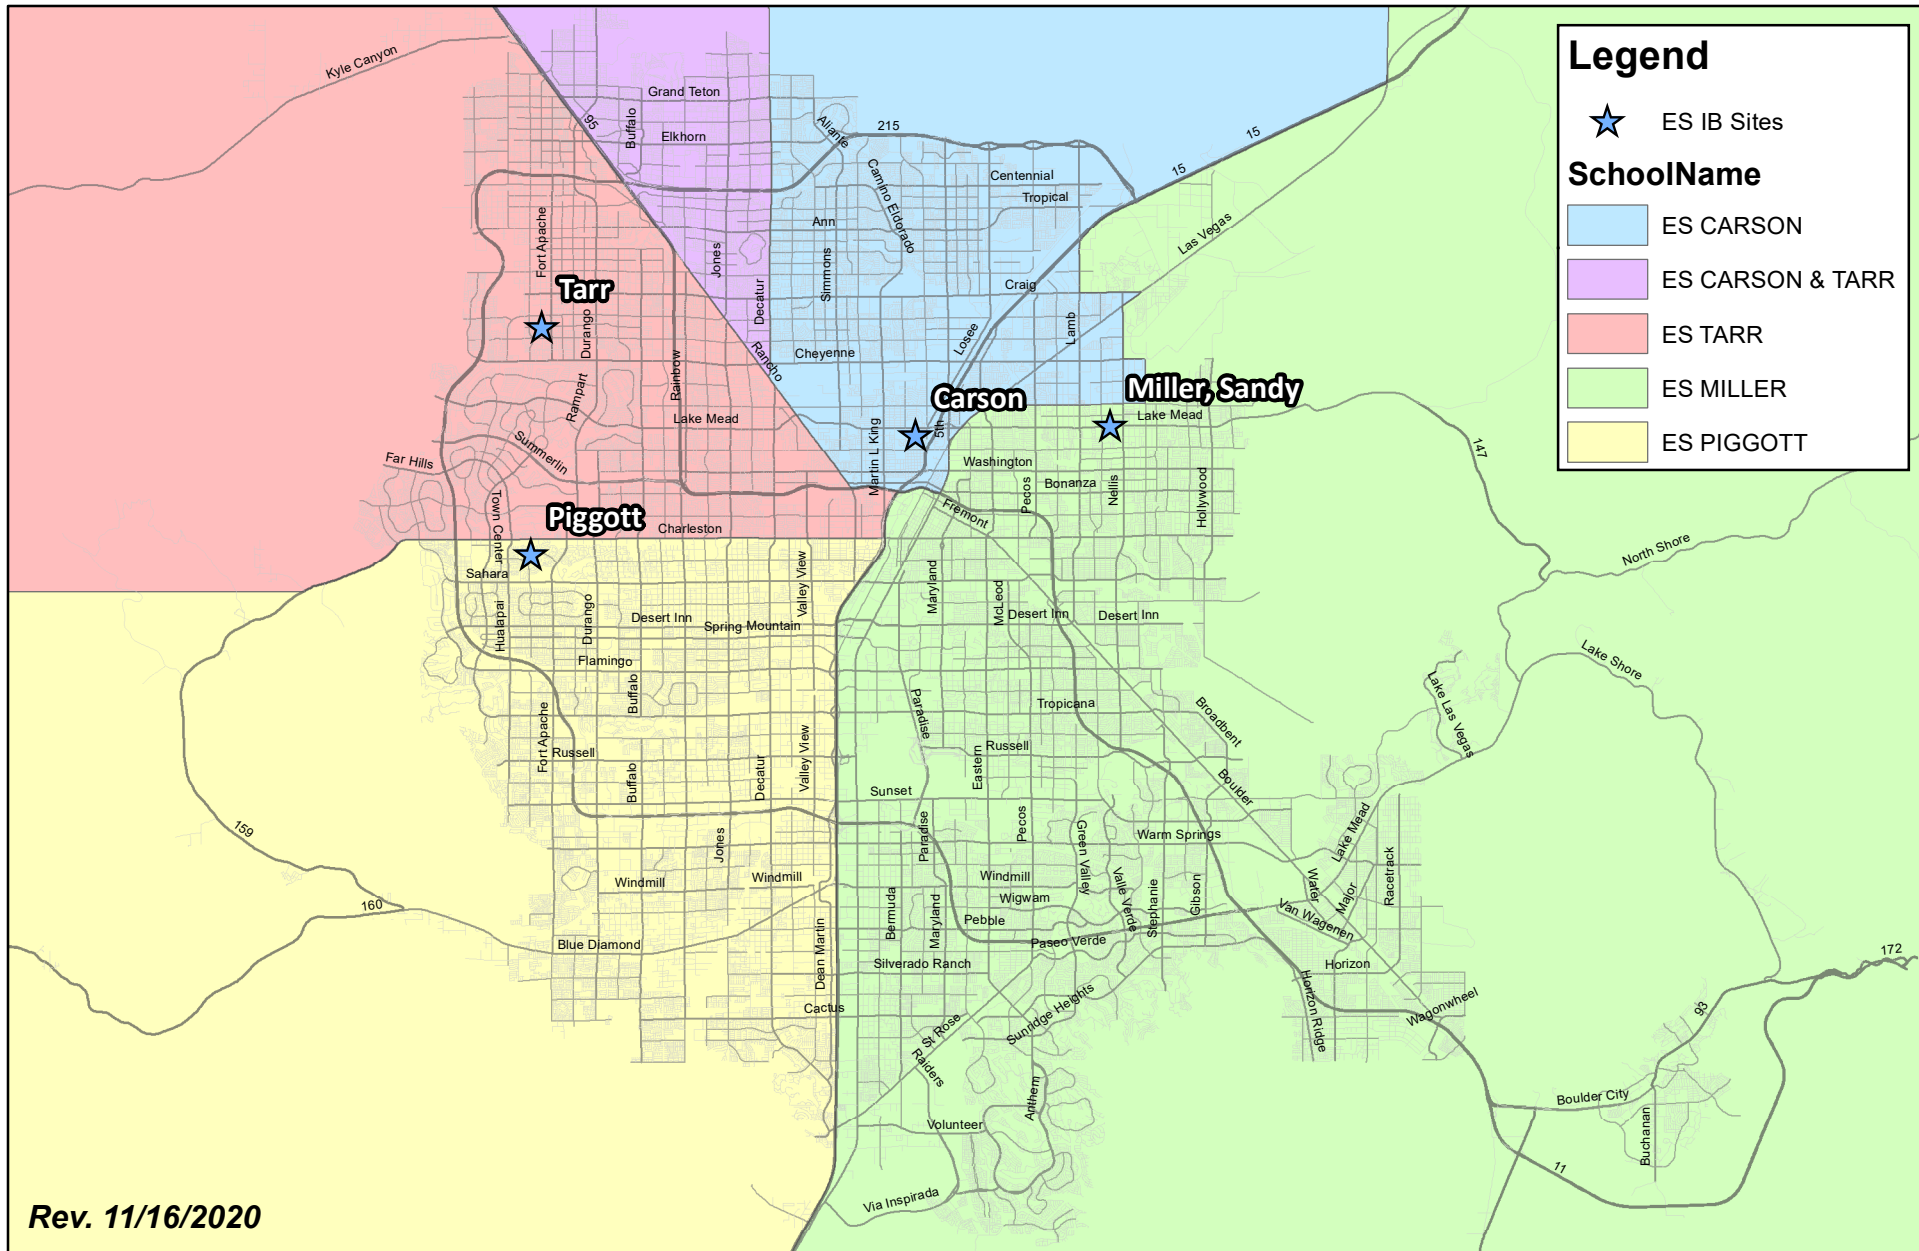 Legend
ES IB Sites
SchoolName
ES CARSON
ES CARSON & TARR
ES TARR
ES MILLER
ES PIGGOTT
Kyle Canyon
Grand Teton
95
Buffalo
Elkhorn
Aliante
215
15
15
Camino Eldorado
Centennial
Tropical
Fort Apache
Ann
Las Vegas
Jones
Simmons
Decatur
Craig
Tarr
Durango
Losee
Lamb
Rancho
Cheyenne
Rainbow
Rampart
Carson
Miller, Sandy
Lake Mead
Lake Mead
5th
Martin L King
Summerlin
Far Hills
Washington
147
Pecos
Bonanza
Nellis
Hollywood
Town Center
Piggott
Fremont
Charleston
North Shore
Sahara
Valley View
Maryland
McLeod
Hualapai
Durango
Desert Inn
Spring Mountain
Desert Inn
Desert Inn
Flamingo
Lake Shore
Buffalo
Paradise
Tropicana
Broadbent
Lake Las Vegas
Fort Apache
Russell
Valley View
Decatur
Buffalo
Eastern
Russell
Boulder
Sunset
159
Jones
Paradise
Pecos
Green Valley
Warm Springs
Lake Mead
Windmill
Windmill
Windmill
Wigwam
Valle Verde
Stephanie
Gibson
Water
Major
Racetrack
160
Bermuda
Maryland
Pebble
Van Wagenen
Blue Diamond
Dean Martin
Paseo Verde
172
Silverado Ranch
Horizon
Cactus
St Rose
Sunridge Heights
Horizon Ridge
Wagonwheel
93
Raiders
Anthem
Boulder City
Volunteer
Buchanan
11
Via Inspirada
Rev. 11/16/2020